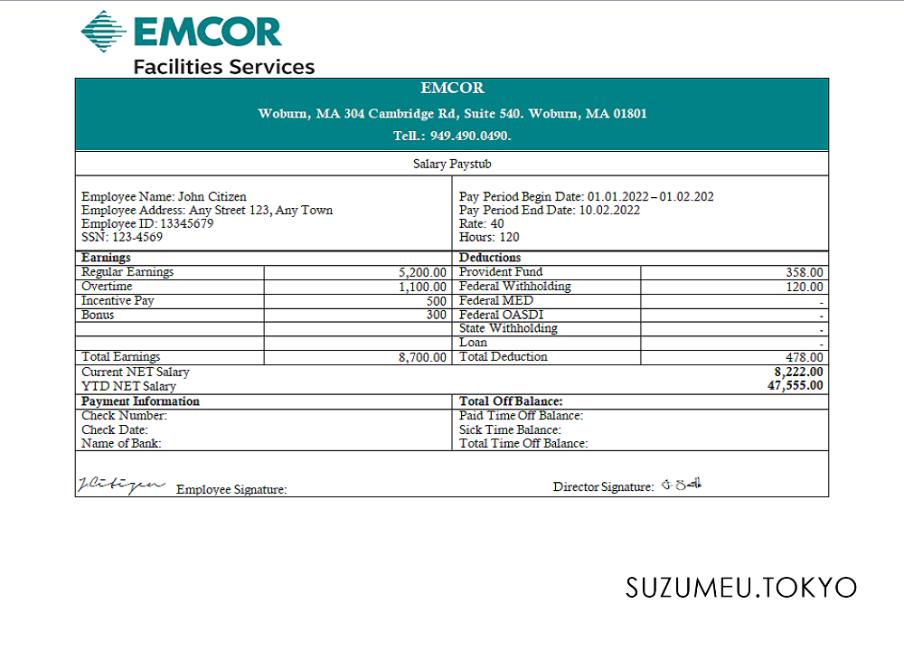 EMCOR
Facilities Services
EMCOR
Woburn, MA 304 Cambridge Rd, Suite 540. Woburn, MA 01801
Tell.: 949.490.0490.
Salary Paystub
Employee Name: John Citizen
Employee Address: Any Street 123, Any Town
Employee ID: 13345679
SSN: 123-4569
Pay Period Begin Date: 01.01.2022–01.02.202
Pay Period End Date: 10.02.2022
Rate: 40
Hours: 120
Earnings Deductions
Regular Earnings 5,200.00 Provident Fund 358.00
Overtime 1,100.00 Federal Withholding 120.00
Incentive Pay 500 Federal MED -
Bonus 300 Federal OASDI -
State Withholding -
Loan -
Total Earnings 8,700.00 Total Deduction 478.00
Current NET Salary 8,222.00
YTD NET Salary 47,555.00
Payment Information Total Off Balance:
Check Number: Paid Time Off Balance:
Check Date: Sick Time Balance:
Name of Bank: Total Time Off Balance:
JCitizen Employee Signature: Director Signature:
SUZUMEU.TOKYO